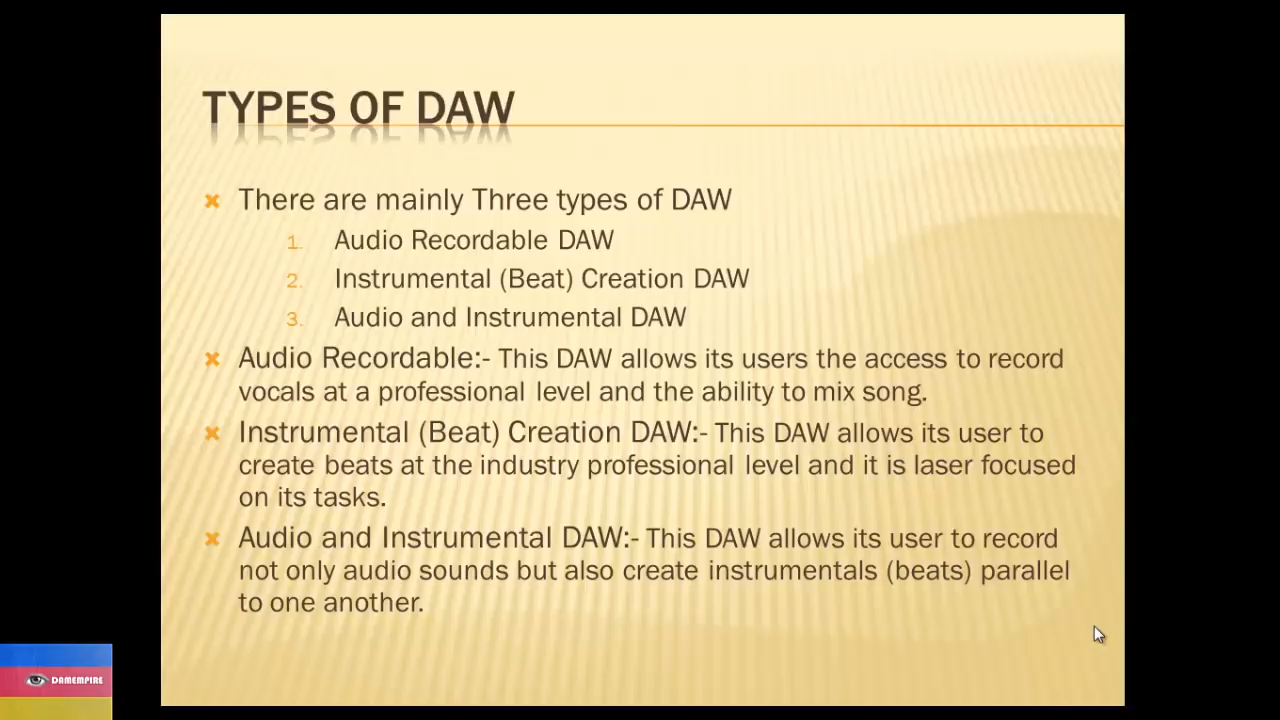 TYPES OF DAW
There are mainly Three types of DAW
1. Audio Recordable DAW
2. Instrumental (Beat) Creation DAW
3. Audio and Instrumental DAW
Audio Recordable:- This DAW allows its users the access to record
vocals at a professional level and the ability to mix song.
Instrumental (Beat) Creation DAW:- This DAW allows its user to
create beats at the industry professional level and it is laser focused
on its tasks.
Audio and Instrumental DAW:- This DAW allows its user to record
not only audio sounds but also create instrumentals (beats) parallel
to one another.
DAMEMPIRE